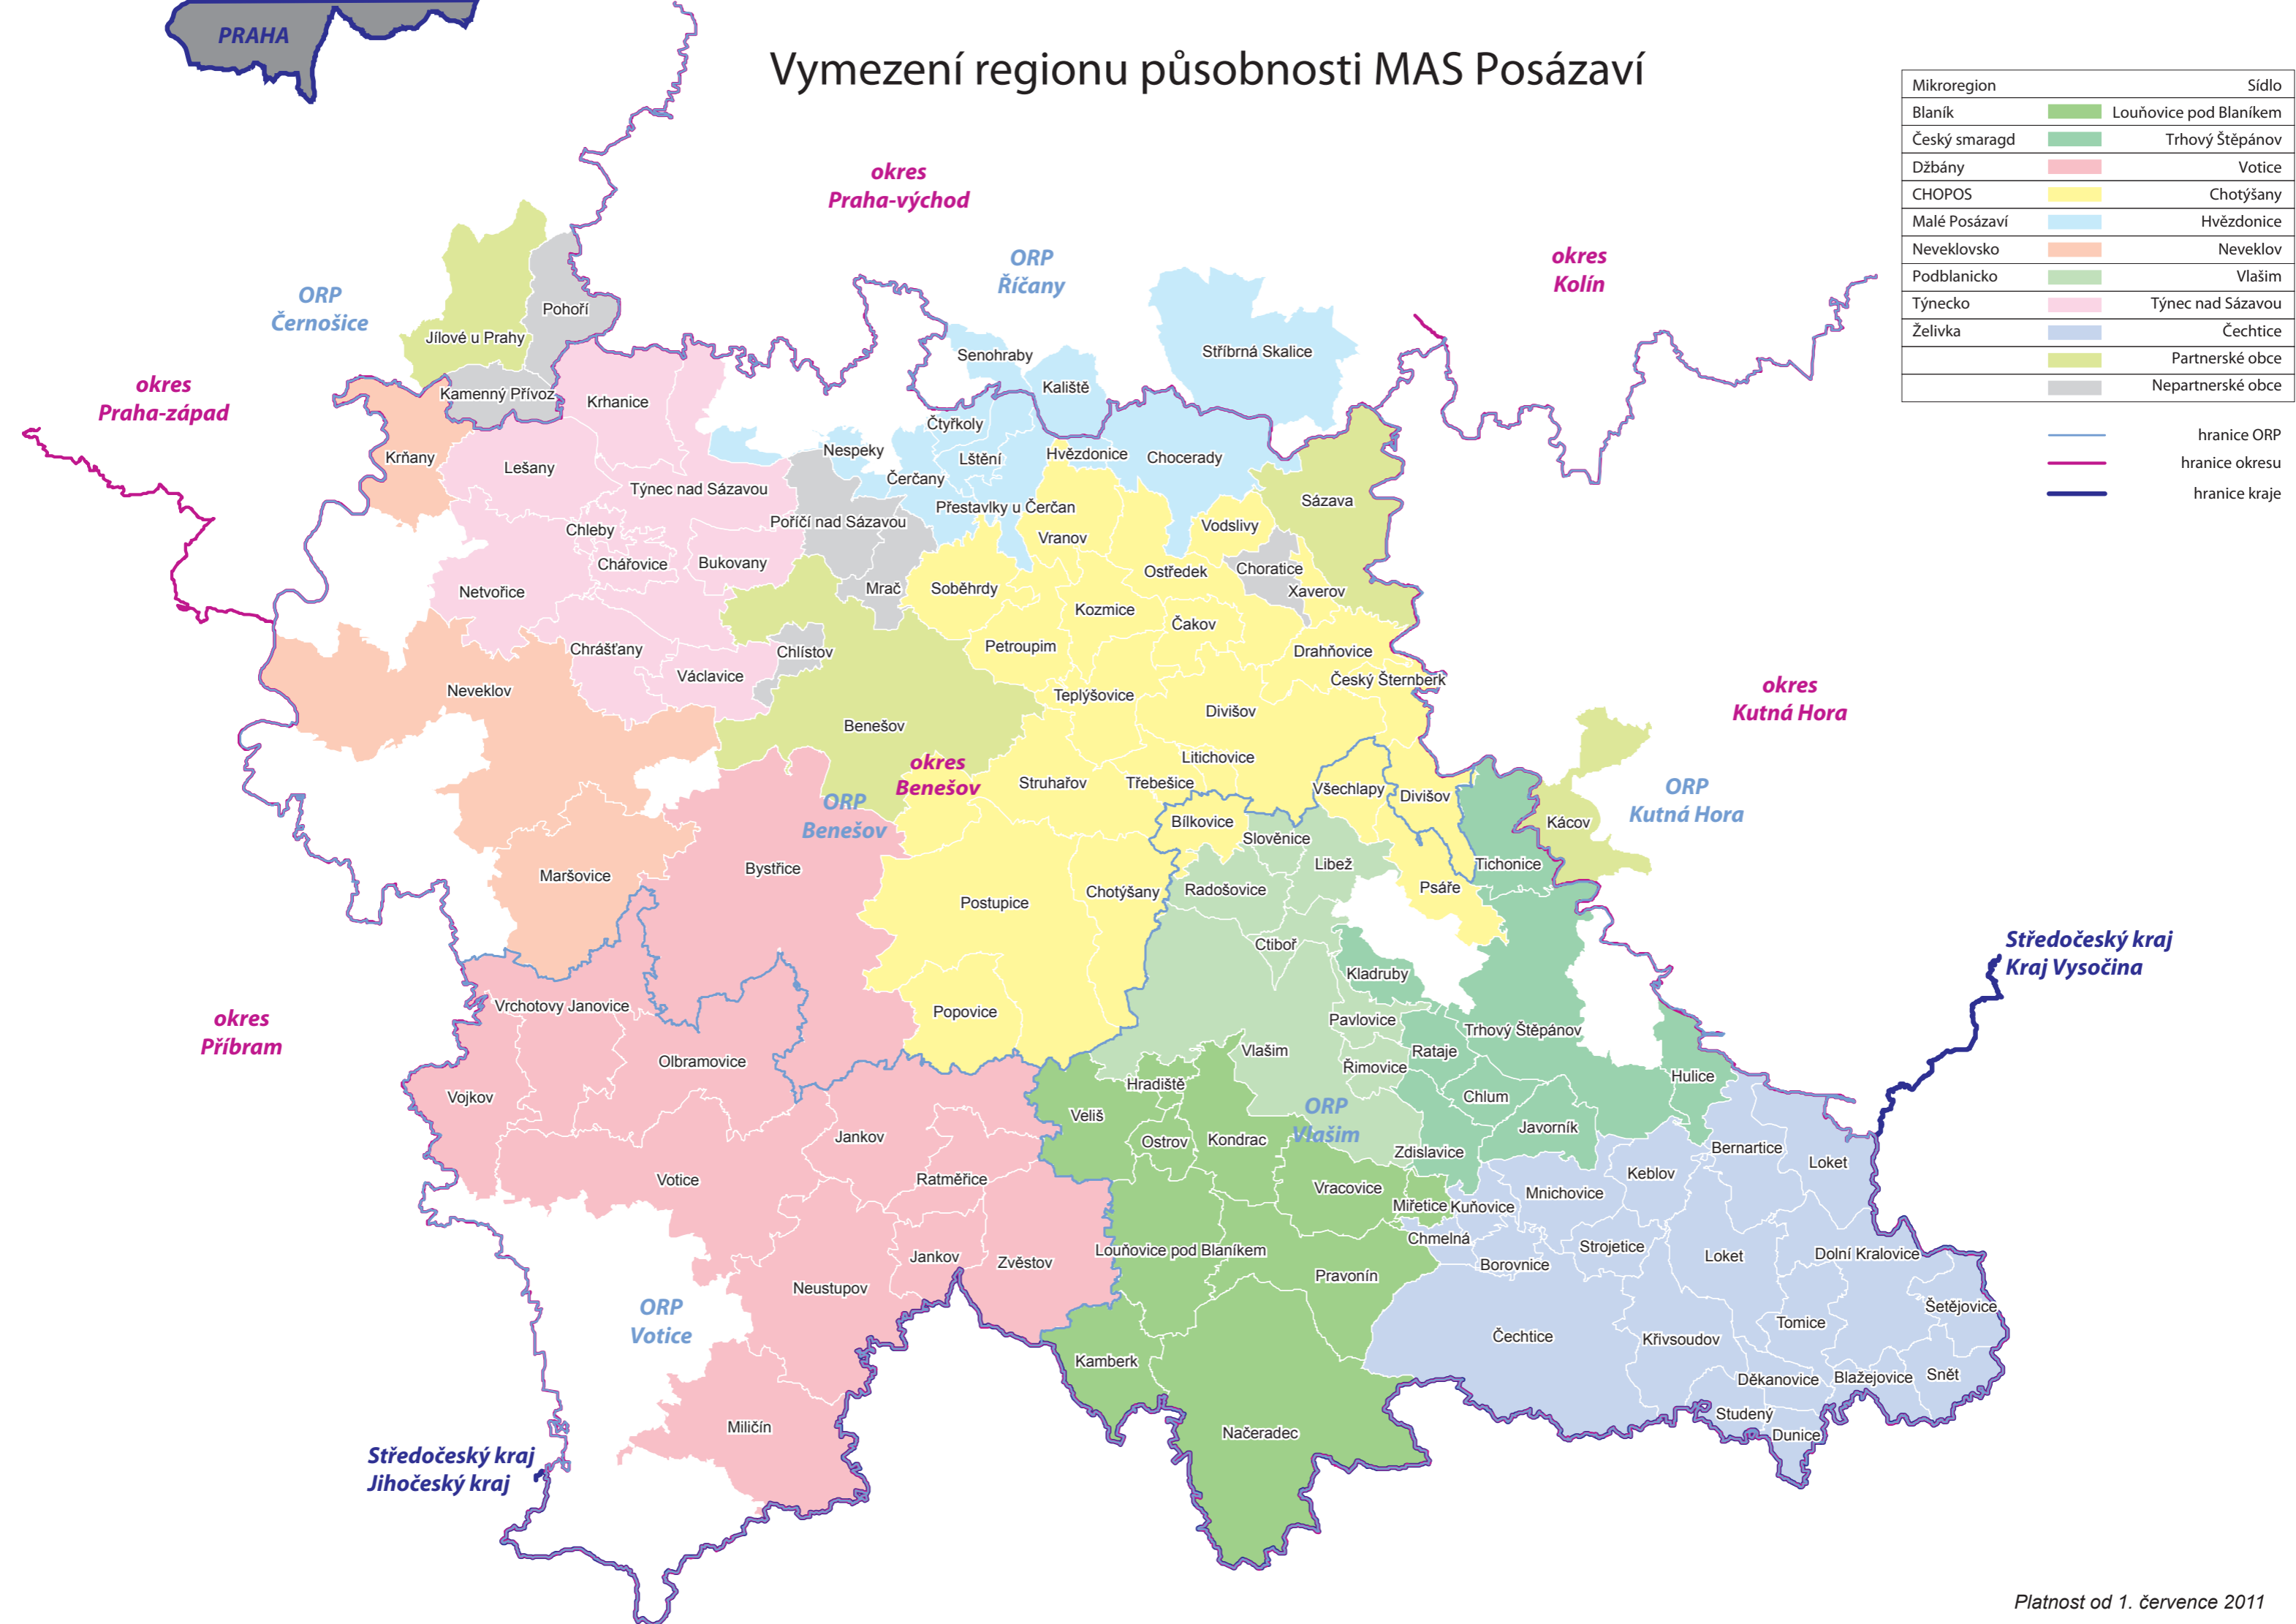 PRAHA
Vymezení regionu působnosti MAS Posázaví
Mikroregion Sídlo
Blaník Louňovice pod Blaníkem
Český smaragd Trhový Štěpánov
Džbány Votice
CHOPOS Chotýšany
Malé Posázaví Hvězdonice
Neveklovsko Neveklov
Podblanicko Vlašim
Týnecko Týnec nad Sázavou
Želivka Čechtice
Partnerské obce
Nepartnerské obce
hranice ORP
hranice okresu
hranice kraje
okres
Praha-východ
ORP
Říčany
okres
Kolín
ORP
Černošice
okres
Praha-západ
Pohoří
Jílové u Prahy
Kamenný Přívoz
Krhanice
Senohraby
Kaliště
Stříbrná Skalice
Krňany
Lešany
Týnec nad Sázavou
Nespeky
Čtyřkoly
Lštění
Čerčany
Hvězdonice
Chocerady
Sázava
Přestavlky u Čerčan
Poříčí nad Sázavou
Vranov
Vodslivy
Chleby
Chářovice
Bukovany
Netvořice
Mrač
Soběhrdy
Ostředek
Choratice
Xaverov
Kozmice
Čakov
Petroupim
Drahňovice
Chrášťany
Chlístov
Václavice
Český Šternberk
Neveklov
Teplýšovice
Divišov
Benešov
okres
Benešov
ORP
Benešov
okres
Kutná Hora
ORP
Kutná Hora
Litichovice
Struhařov
Třebešice
Všechlapy
Divišov
Kácov
Bílkovice
Slověnice
Libež
Tichonice
Maršovice
Bystřice
Chotýšany
Radošovice
Psáře
Postupice
Ctiboř
Kladruby
Středočeský kraj
Kraj Vysočina
okres
Příbram
Vrchotovy Janovice
Popovice
Pavlovice
Trhový Štěpánov
Olbramovice
Vlašim
Rataje
Římovice
Hulice
Vojkov
Hradiště
Chlum
Veliš
ORP
Vlašim
Javorník
Jankov
Ostrov
Kondrac
Zdislavice
Bernartice
Loket
Votice
Ratměřice
Vracovice
Miřetice
Kuňovice
Mnichovice
Keblov
Chmelná
Strojetice
Louňovice pod Blaníkem
Jankov
Zvěstov
Borovnice
Loket
Dolní Kralovice
Neustupov
Pravonín
Šetějovice
ORP
Votice
Čechtice
Křivsoudov
Tomice
Kamberk
Děkanovice
Blažejovice
Snět
Studený
Dunice
Miličín
Načeradec
Středočeský kraj
Jihočeský kraj
Platnost od 1. července 2011